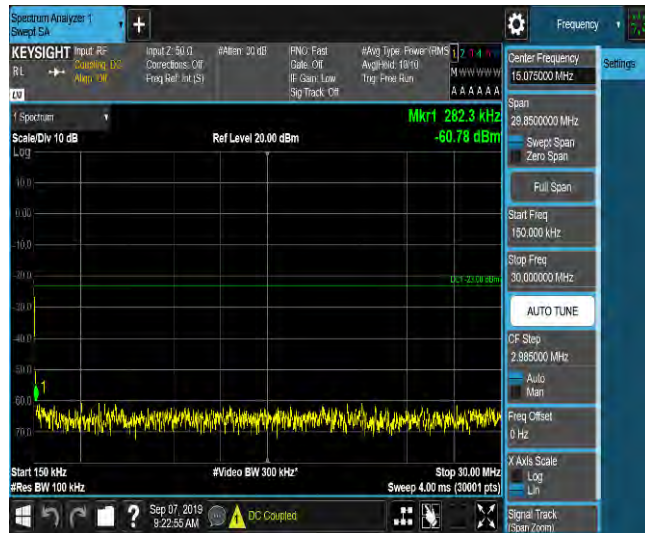 Spectrum Analyzer 1
Swept SA
Frequency
KEYSIGHT
Input: RF
Coupling: DC
Align: Off
Input Z: 50 Ω
Corrections: Off
Freq Ref: Int (S)
#Atten: 30 dB
PNO: Fast
Gate: Off
IF Gain: Low
Sig Track: Off
#Avg Type: Power (RMS
Avg|Hold: 10/10
Trig: Free Run
1 2 3 4 5 6
M W W W W W
A A A A A A
RL
LXI
1 Spectrum
Scale/Div 10 dB
Ref Level 20.00 dBm
Mkr1 282.3 kHz
-60.78 dBm
Log
10.0
0.00
-10.0
-20.0
DL1 -23.00 dBm
-30.0
-40.0
-50.0
1
-60.0
-70.0
Start 150 kHz
#Video BW 300 kHz*
Stop 30.00 MHz
#Res BW 100 kHz
Sweep 4.00 ms (30001 pts)
Center Frequency
15.075000 MHz
Settings
Span
29.8500000 MHz
Swept Span
Zero Span
Full Span
Start Freq
150.000 kHz
Stop Freq
30.000000 MHz
AUTO TUNE
CF Step
2.985000 MHz
Auto
Man
Freq Offset
0 Hz
X Axis Scale
Log
Lin
Signal Track
(Span Zoom)
?
Sep 07, 2019
9:22:55 AM
DC Coupled